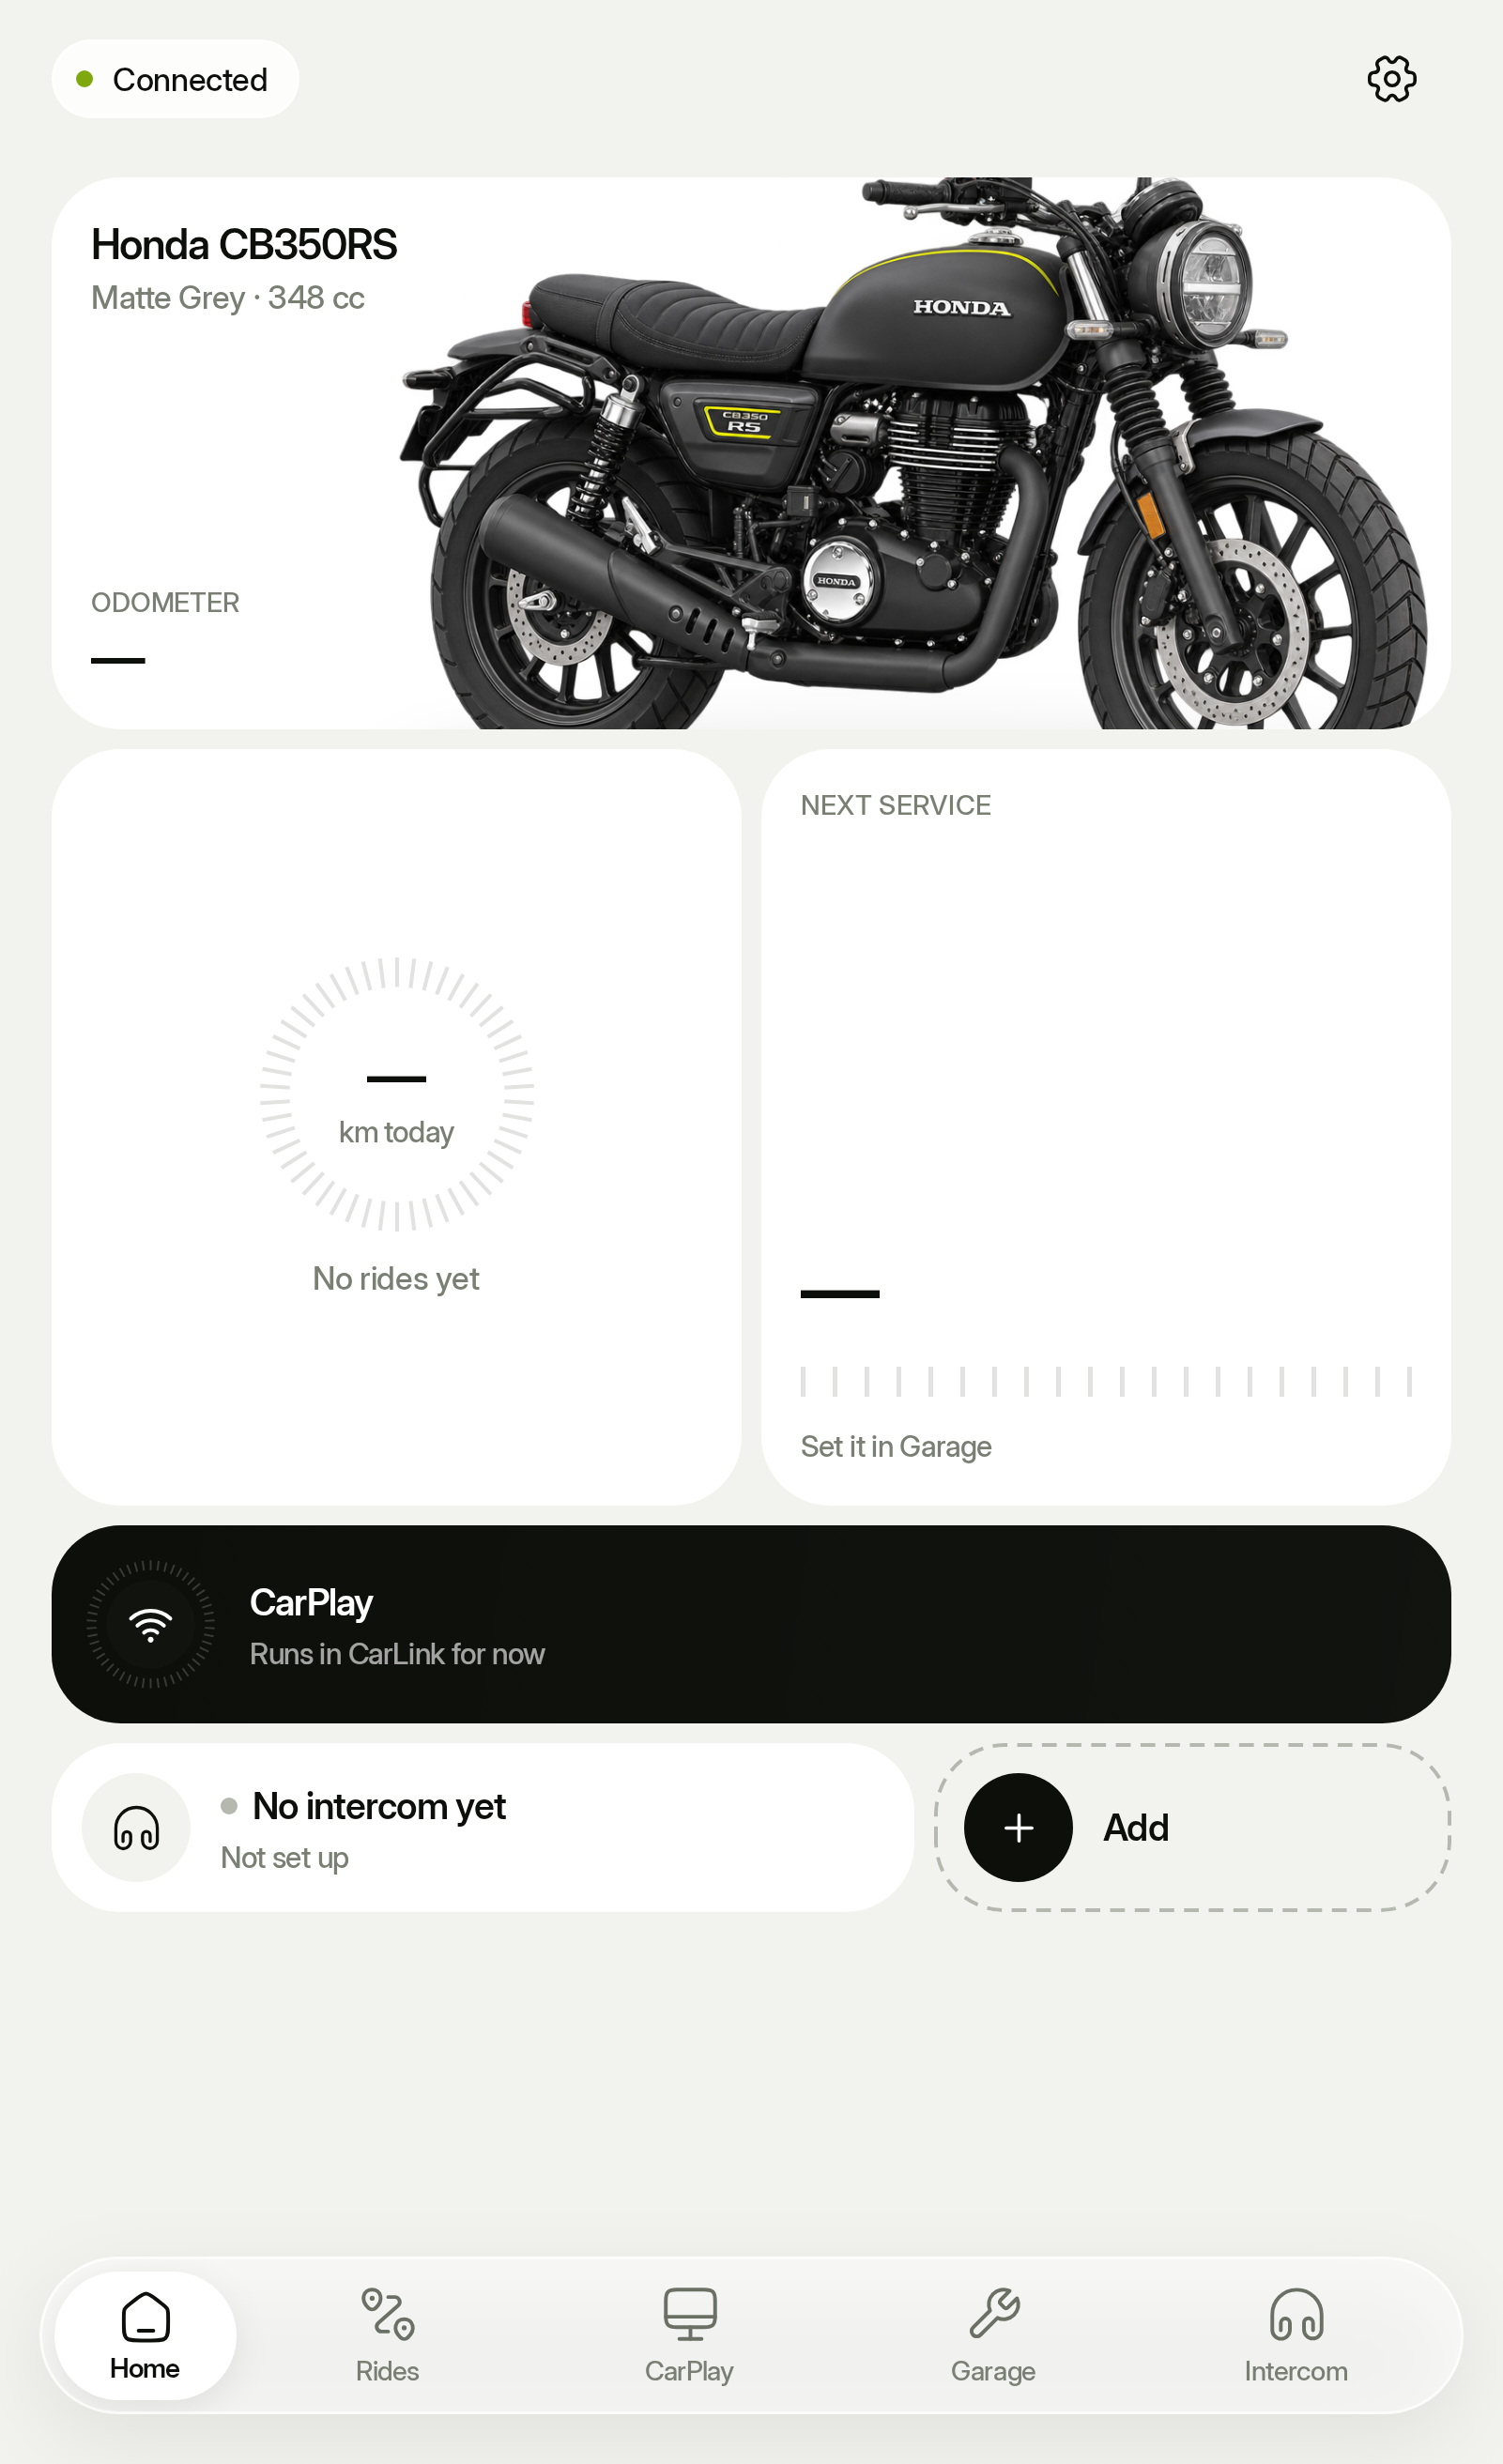 Connected
Honda CB350RS
Matte Grey · 348 cc
HONDA
CB350
RS
HONDA
ODOMETER
—
NEXT SERVICE
—
km today
No rides yet
—
Set it in Garage
CarPlay
Runs in CarLink for now
No intercom yet
Not set up
Add
Home
Rides
CarPlay
Garage
Intercom